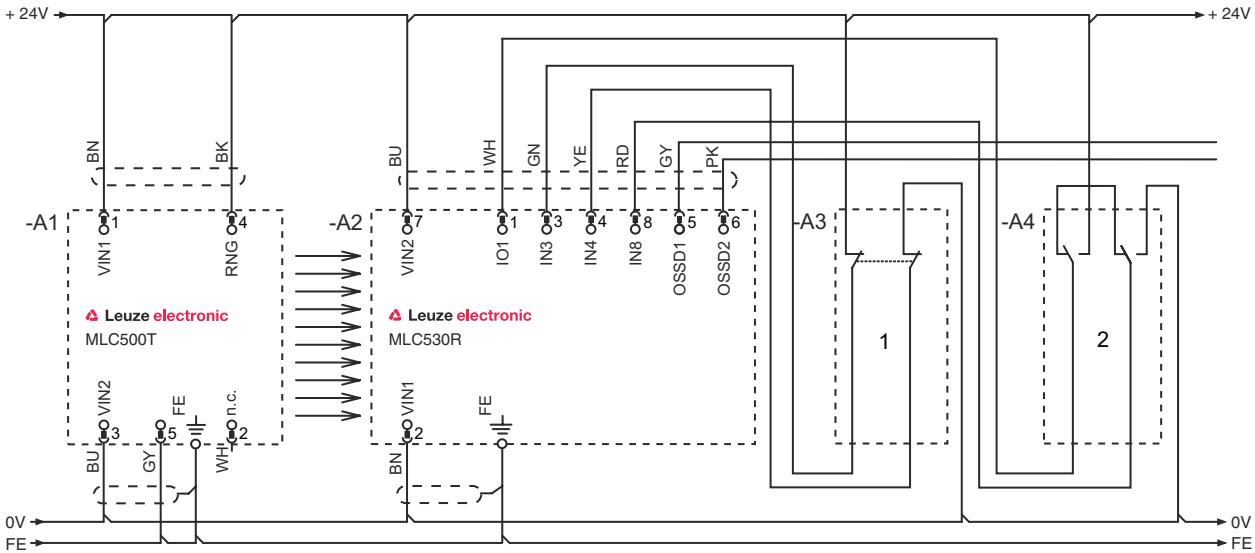 + 24V
+ 24V
BN
BK
BU
WH
GN
YE
RD
GY
PK
-A1
1
4
-A2
7
1
3
4
8
5
6
-A3
-A4
VIN1
RNG
VIN2
IO1
IN3
IN4
IN8
OSSD1
OSSD2
Leuze electronic
MLC500T
Leuze electronic
MLC530R
1
2
VIN2
FE
n.c.
VIN1
FE
3
5
2
2
BU
GY
WH
BN
0V
0V
FE
FE